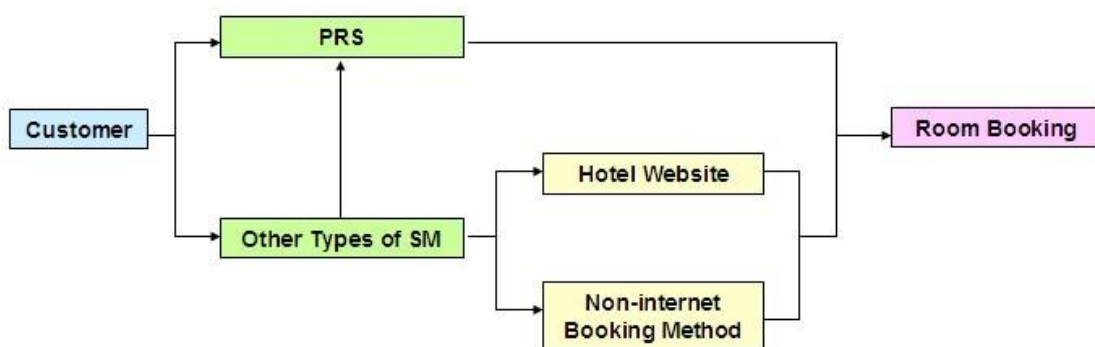 PRS
Customer
Room Booking
Hotel Website
Other Types of SM
Non-internet
Booking Method